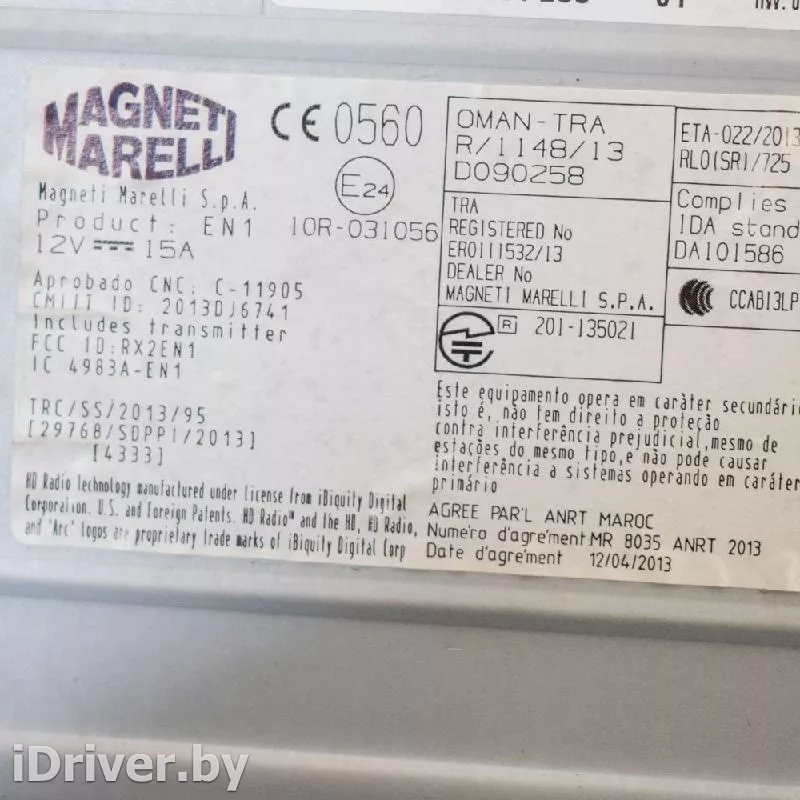 MAGNETI
MARELLI
CE 0560
E24
Magneti Marelli S.p.A.
Product: EN1
10R-031056
12V 15A
Aprobado CNC: C-11905
CMIIT ID: 2013DJ6741
Includes transmitter
FCC ID:RX2EN1
IC 4983A-EN1
TRC/SS/2013/95
[29768/SDPPI/2013]
[4333]
HD Radio Technology manufactured under License from iBiquity Digital
Corporation. U.S. and Foreign Patents. HD Radio™ and the HD, HD Radio,
and "Arc" logos are proprietary trade marks of iBiquity Digital Corp
OMAN-TRA
R/1148/13
D090258
TRA
REGISTERED No
ER0111532/13
DEALER No
MAGNETI MARELLI S.P.A.
ETA-022/2013
RLO(SR)/725
Complies
IDA stand
DA101586
CCAB13LP
R 201-135021
Este equipamento opera em caràter secundári
isto é, não tem direito a proteção
contra interferência prejudicial,mesmo de
estações do mesmo tipo,e não pode causar
interferência a sistemas operando em caráter
primário
AGREE PAR'L ANRT MAROC
Numero d'agrement MR 8035 ANRT 2013
Date d'agrément 12/04/2013
iDriver.by